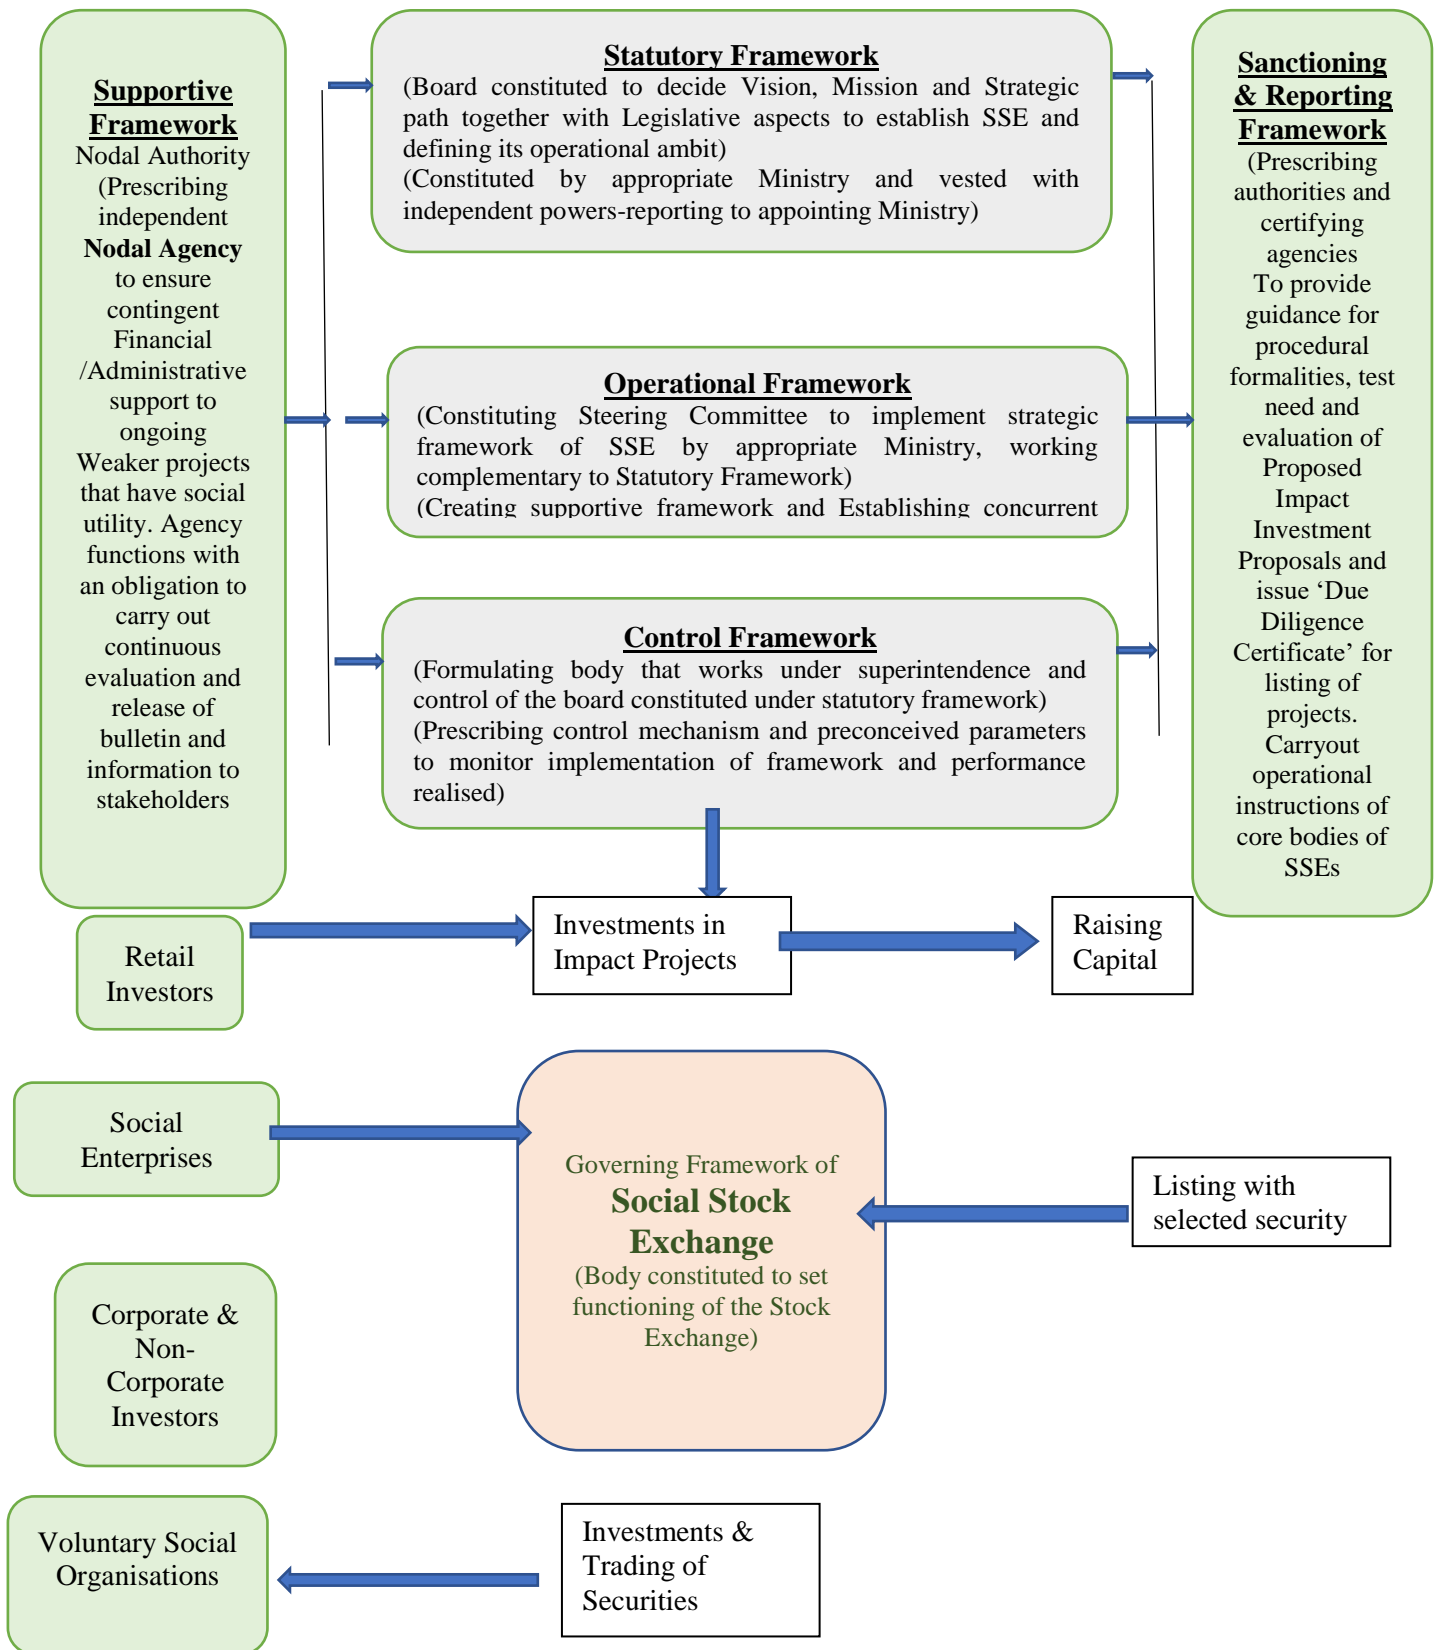 Supportive
Framework
Nodal Authority
(Prescribing
independent
Nodal Agency
to ensure
contingent
Financial
/Administrative
support to
ongoing
Weaker projects
that have social
utility. Agency
functions with
an obligation to
carry out
continuous
evaluation and
release of
bulletin and
information to
stakeholders
Statutory Framework
(Board constituted to decide Vision, Mission and Strategic
path together with Legislative aspects to establish SSE and
defining its operational ambit)
(Constituted by appropriate Ministry and vested with
independent powers-reporting to appointing Ministry)
Operational Framework
(Constituting Steering Committee to implement strategic
framework of SSE by appropriate Ministry, working
complementary to Statutory Framework)
(Creating supportive framework and Establishing concurrent
Control Framework
(Formulating body that works under superintendence and
control of the board constituted under statutory framework)
(Prescribing control mechanism and preconceived parameters
to monitor implementation of framework and performance
realised)
Sanctioning
& Reporting
Framework
(Prescribing
authorities and
certifying
agencies
To provide
guidance for
procedural
formalities, test
need and
evaluation of
Proposed
Impact
Investment
Proposals and
issue ‘Due
Diligence
Certificate’ for
listing of
projects.
Carryout
operational
instructions of
core bodies of
SSEs
Retail
Investors
Investments in
Impact Projects
Raising
Capital
Social
Enterprises
Governing Framework of
Social Stock
Exchange
(Body constituted to set
functioning of the Stock
Exchange)
Listing with
selected security
Corporate &
Non-
Corporate
Investors
Voluntary Social
Organisations
Investments &
Trading of
Securities